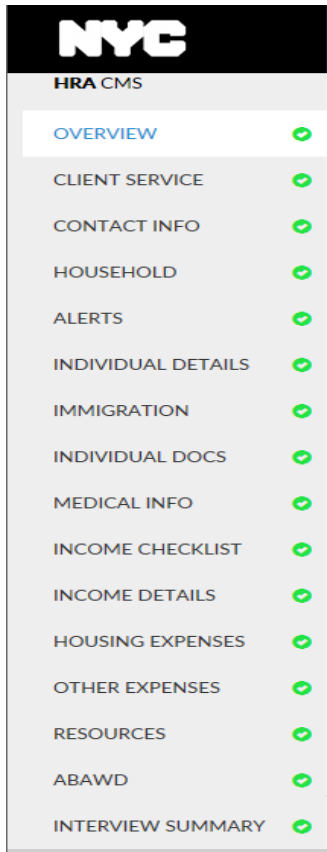 NYC
HRA CMS
OVERVIEW
CLIENT SERVICE
CONTACT INFO
HOUSEHOLD
ALERTS
INDIVIDUAL DETAILS
IMMIGRATION
INDIVIDUAL DOCS
MEDICAL INFO
INCOME CHECKLIST
INCOME DETAILS
HOUSING EXPENSES
OTHER EXPENSES
RESOURCES
ABAWD
INTERVIEW SUMMARY